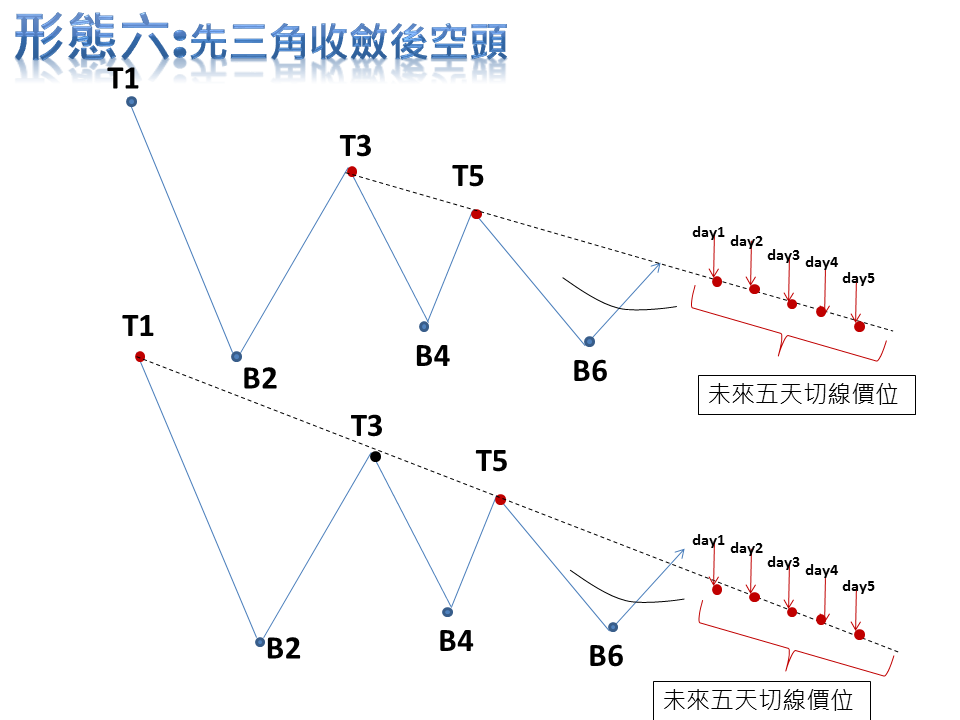 形態六:先三角收斂後空頭
T1
T3
T5
B2
B4
B6
day1
day2
day3
day4
day5
未來五天切線價位
T1
T3
T5
B2
B4
B6
day1
day2
day3
day4
day5
未來五天切線價位